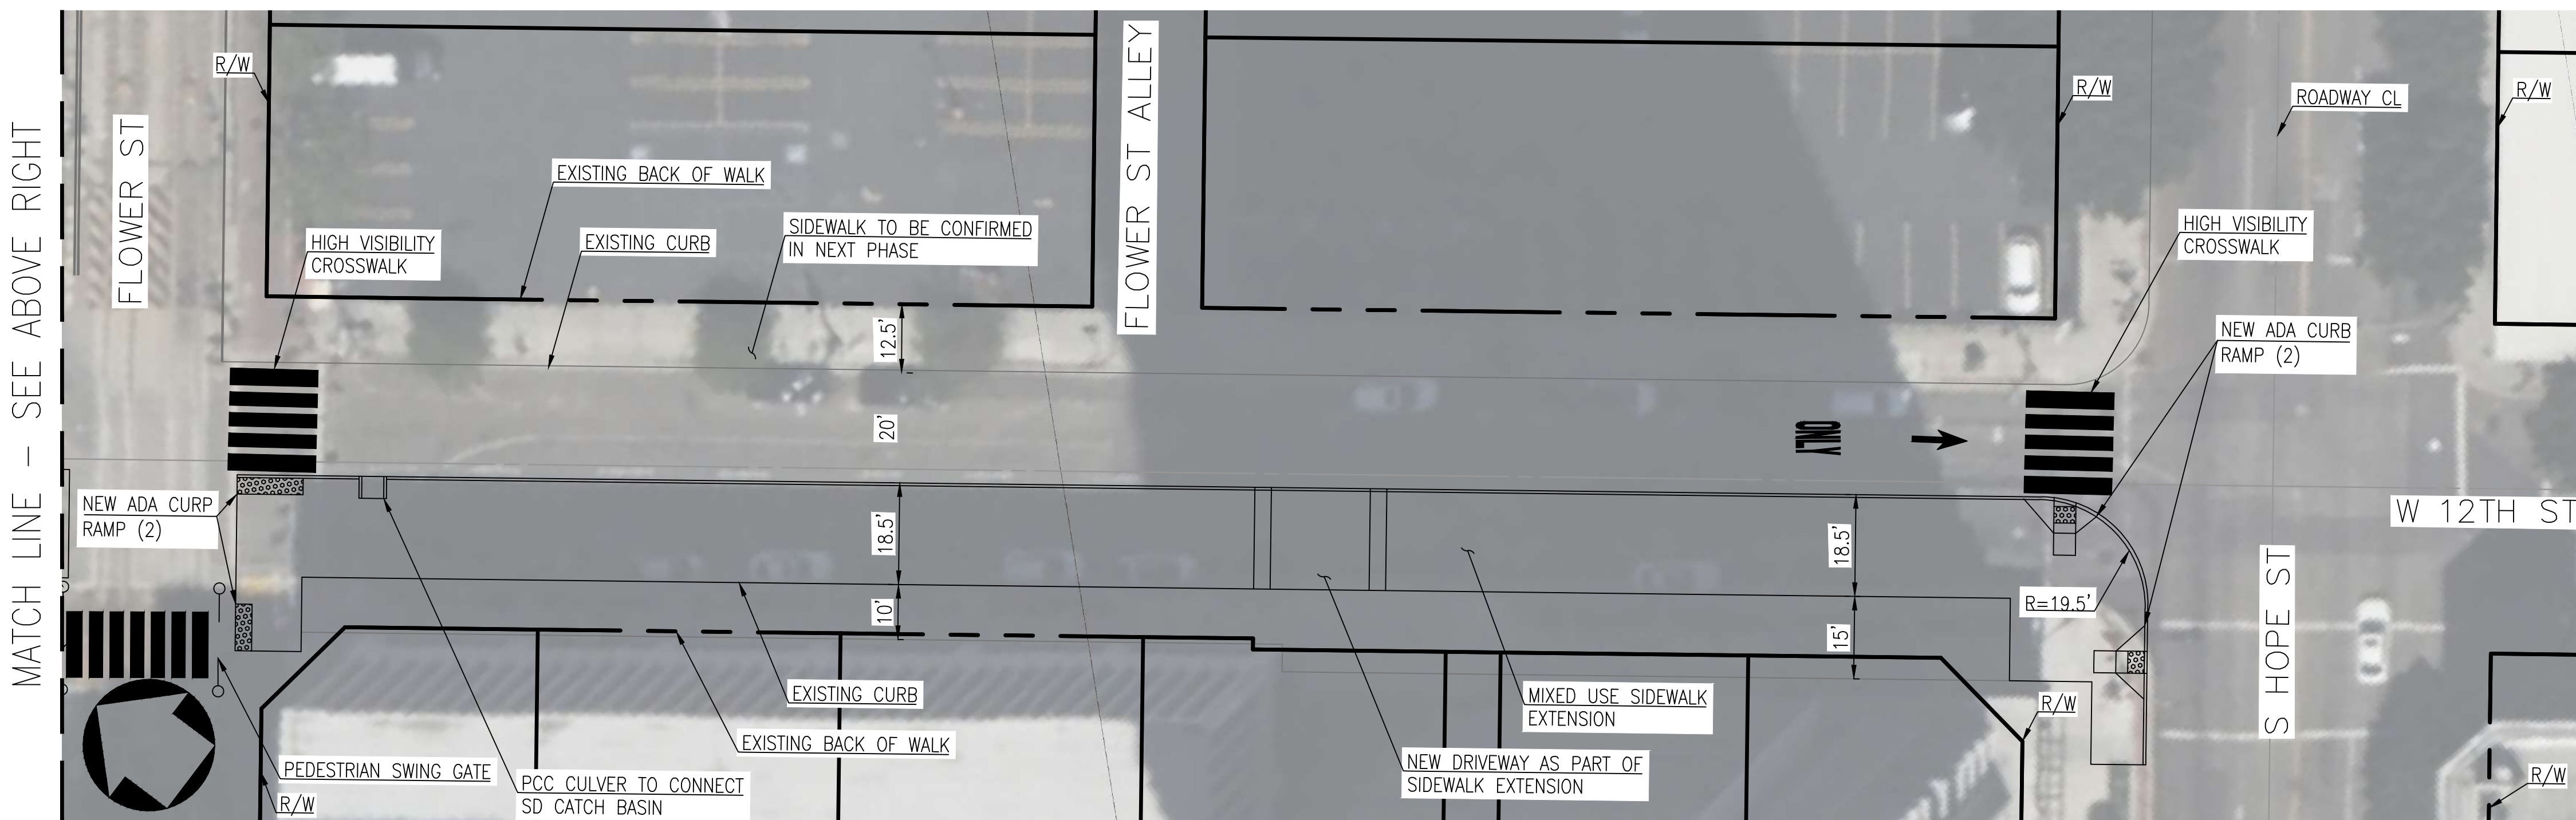 MATCH LINE - SEE ABOVE RIGHT
FLOWER ST
R/W
HIGH VISIBILITY
CROSSWALK
EXISTING BACK OF WALK
EXISTING CURB
SIDEWALK TO BE CONFIRMED
IN NEXT PHASE
12.5'
20'
FLOWER ST ALLEY
R/W
ROADWAY CL
R/W
HIGH VISIBILITY
CROSSWALK
NEW ADA CURB
RAMP (2)
ONLY
W 12TH ST
S HOPE ST
NEW ADA CURP
RAMP (2)
18.5'
10'
18.5'
15'
R=19.5'
EXISTING CURB
EXISTING BACK OF WALK
MIXED USE SIDEWALK
EXTENSION
NEW DRIVEWAY AS PART OF
SIDEWALK EXTENSION
R/W
PEDESTRIAN SWING GATE
R/W
PCC CULVER TO CONNECT
SD CATCH BASIN
R/W